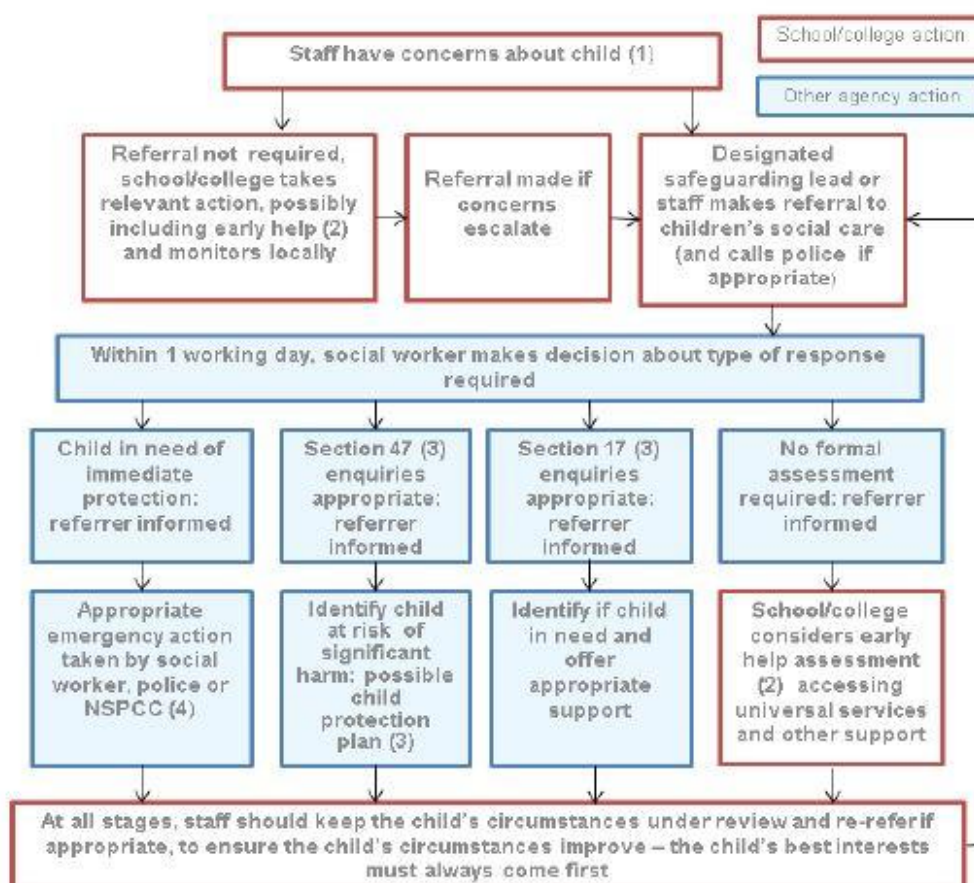 School/college action
Staff have concerns about child (1)
Other agency action
Referral not required,
school/college takes
relevant action, possibly
including early help (2)
and monitors locally
Referral made if
concerns
escalate
Designated
safeguarding lead or
staff makes referral to
children's social care
(and calls police if
appropriate)
Within 1 working day, social worker makes decision about type of response
required
Child in need of
immediate
protection:
referrer informed
Section 47 (3)
enquiries
appropriate:
referrer
informed
Section 17 (3)
enquiries
appropriate:
referrer
informed
No formal
assessment
required: referrer
informed
Appropriate
emergency action
taken by social
worker, police or
NSPCC (4)
Identify child
at risk of
significant
harm: possible
child
protection
plan (3)
Identify if child
in need and
offer
appropriate
support
School/college
considers early
help assessment
(2) accessing
universal services
and other support
At all stages, staff should keep the child's circumstances under review and re-refer if
appropriate, to ensure the child's circumstances improve – the child's best interests
must always come first